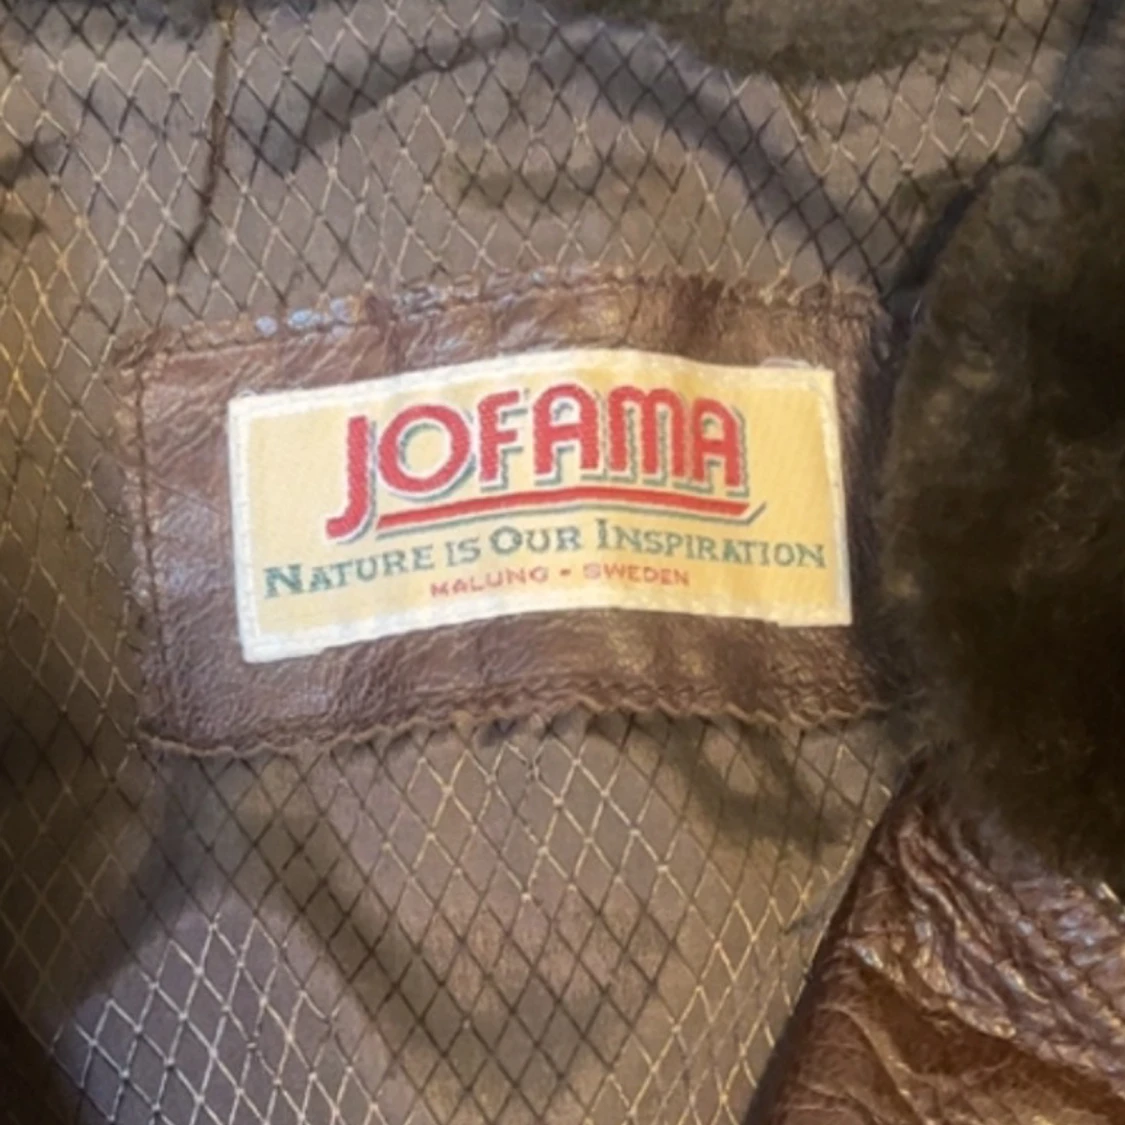 JOFAMA
NATURE IS OUR INSPIRATION
MALUNG - SWEDEN